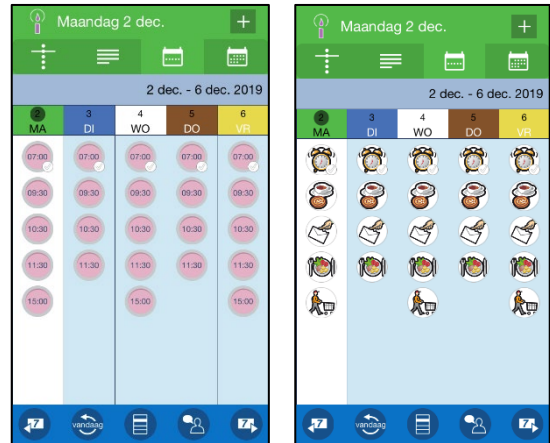 Maandag 2 dec.
2 dec. - 6 dec. 2019
2 3 4 5 6
MA DI WO DO VR
07:00 07:00 07:00 07:00 07:00
09:30 09:30 09:30 09:30 09:30
10:30 10:30 10:30 10:30 10:30
11:30 11:30 11:30 11:30 11:30
15:00 15:00 15:00
7 vandaag 7
Maandag 2 dec.
2 dec. - 6 dec. 2019
2 3 4 5 6
MA DI WO DO VR
7 vandaag 7